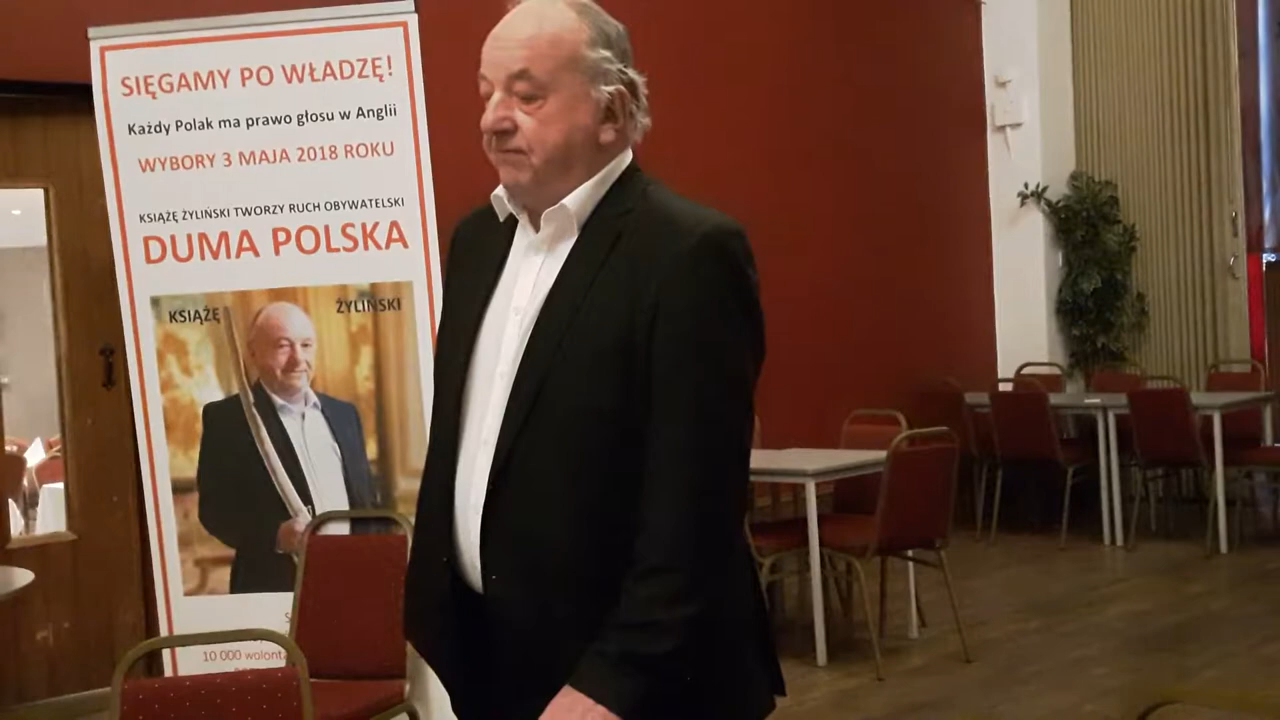 SIĘGAMY PO WŁADZĘ!
Każdy Polak ma prawo głosu w Anglii
WYBORY 3 MAJA 2018 ROKU
KSIĄŻĘ ŻYLIŃSKI TWORZY RUCH OBYWATELSKI
DUMA POLSKA
KSIĄŻĘ ŻYLIŃSKI
10 000